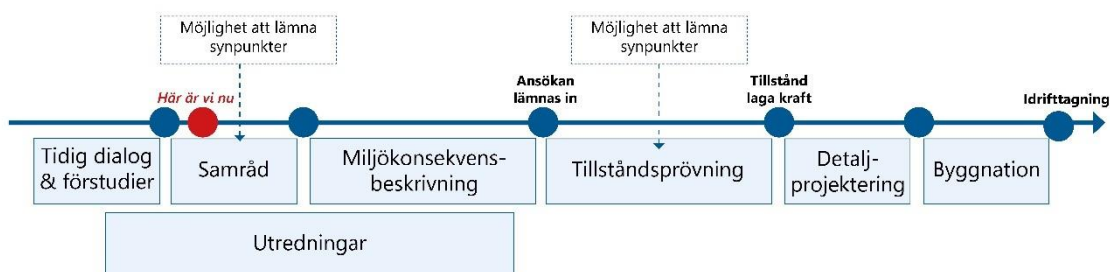 Möjlighet att lämna
synpunkter
Möjlighet att lämna
synpunkter
Här är vi nu
Ansökan
lämnas in
Tillstånd
laga kraft
Idrifttagning
Tidig dialog
& förstudier
Samråd
Miljökonsekvens-
beskrivning
Tillståndsprövning
Detalj-
projektering
Byggnation
Utredningar